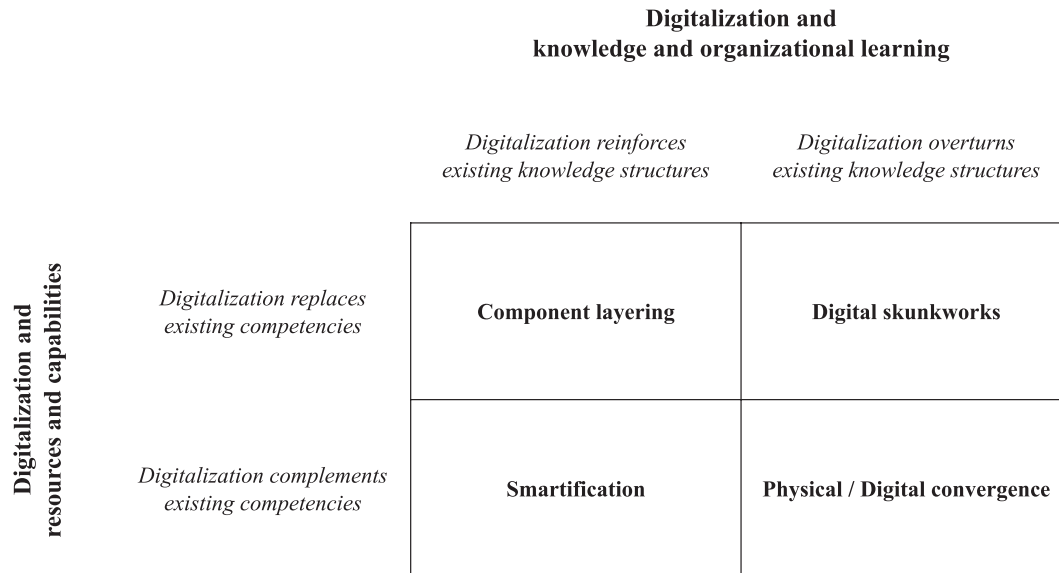 Digitalization and
knowledge and organizational learning
Digitalization reinforces
existing knowledge structures
Digitalization overturns
existing knowledge structures
Digitalization and
resources and capabilities
Digitalization replaces
existing competencies
Component layering
Digital skunkworks
Digitalization complements
existing competencies
Smartification
Physical / Digital convergence